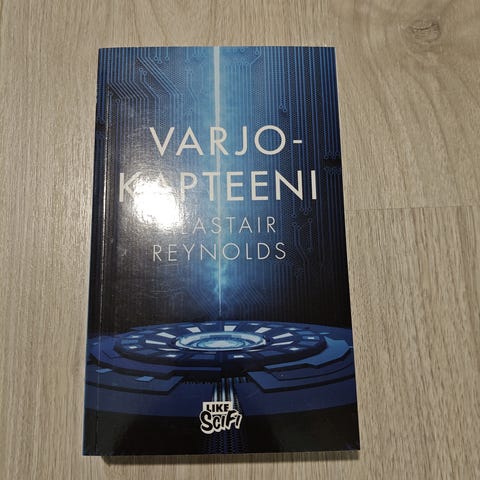 VARJO-
KAPTEENI
ALASTAIR
REYNOLDS
LIKE
SCIFI